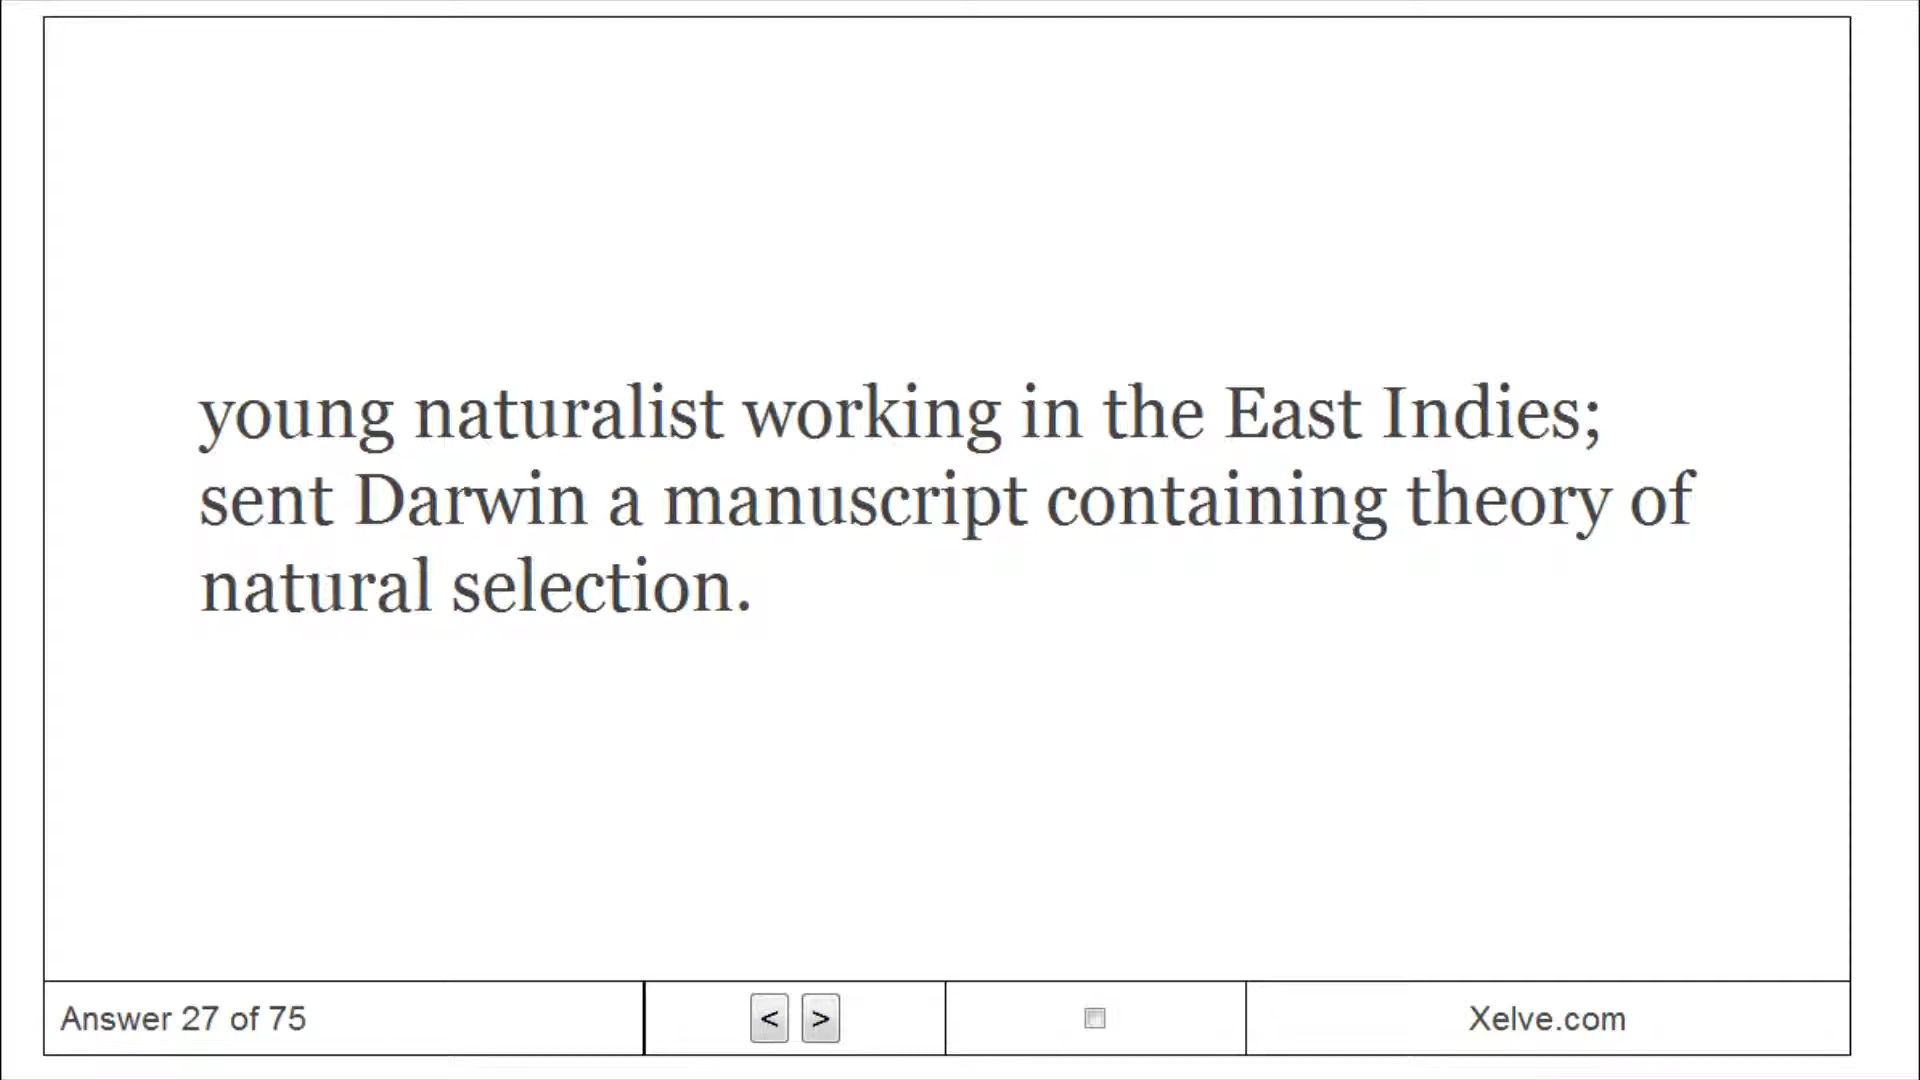 young naturalist working in the East Indies;
sent Darwin a manuscript containing theory of
natural selection.
Answer 27 of 75
< >
Xelve.com